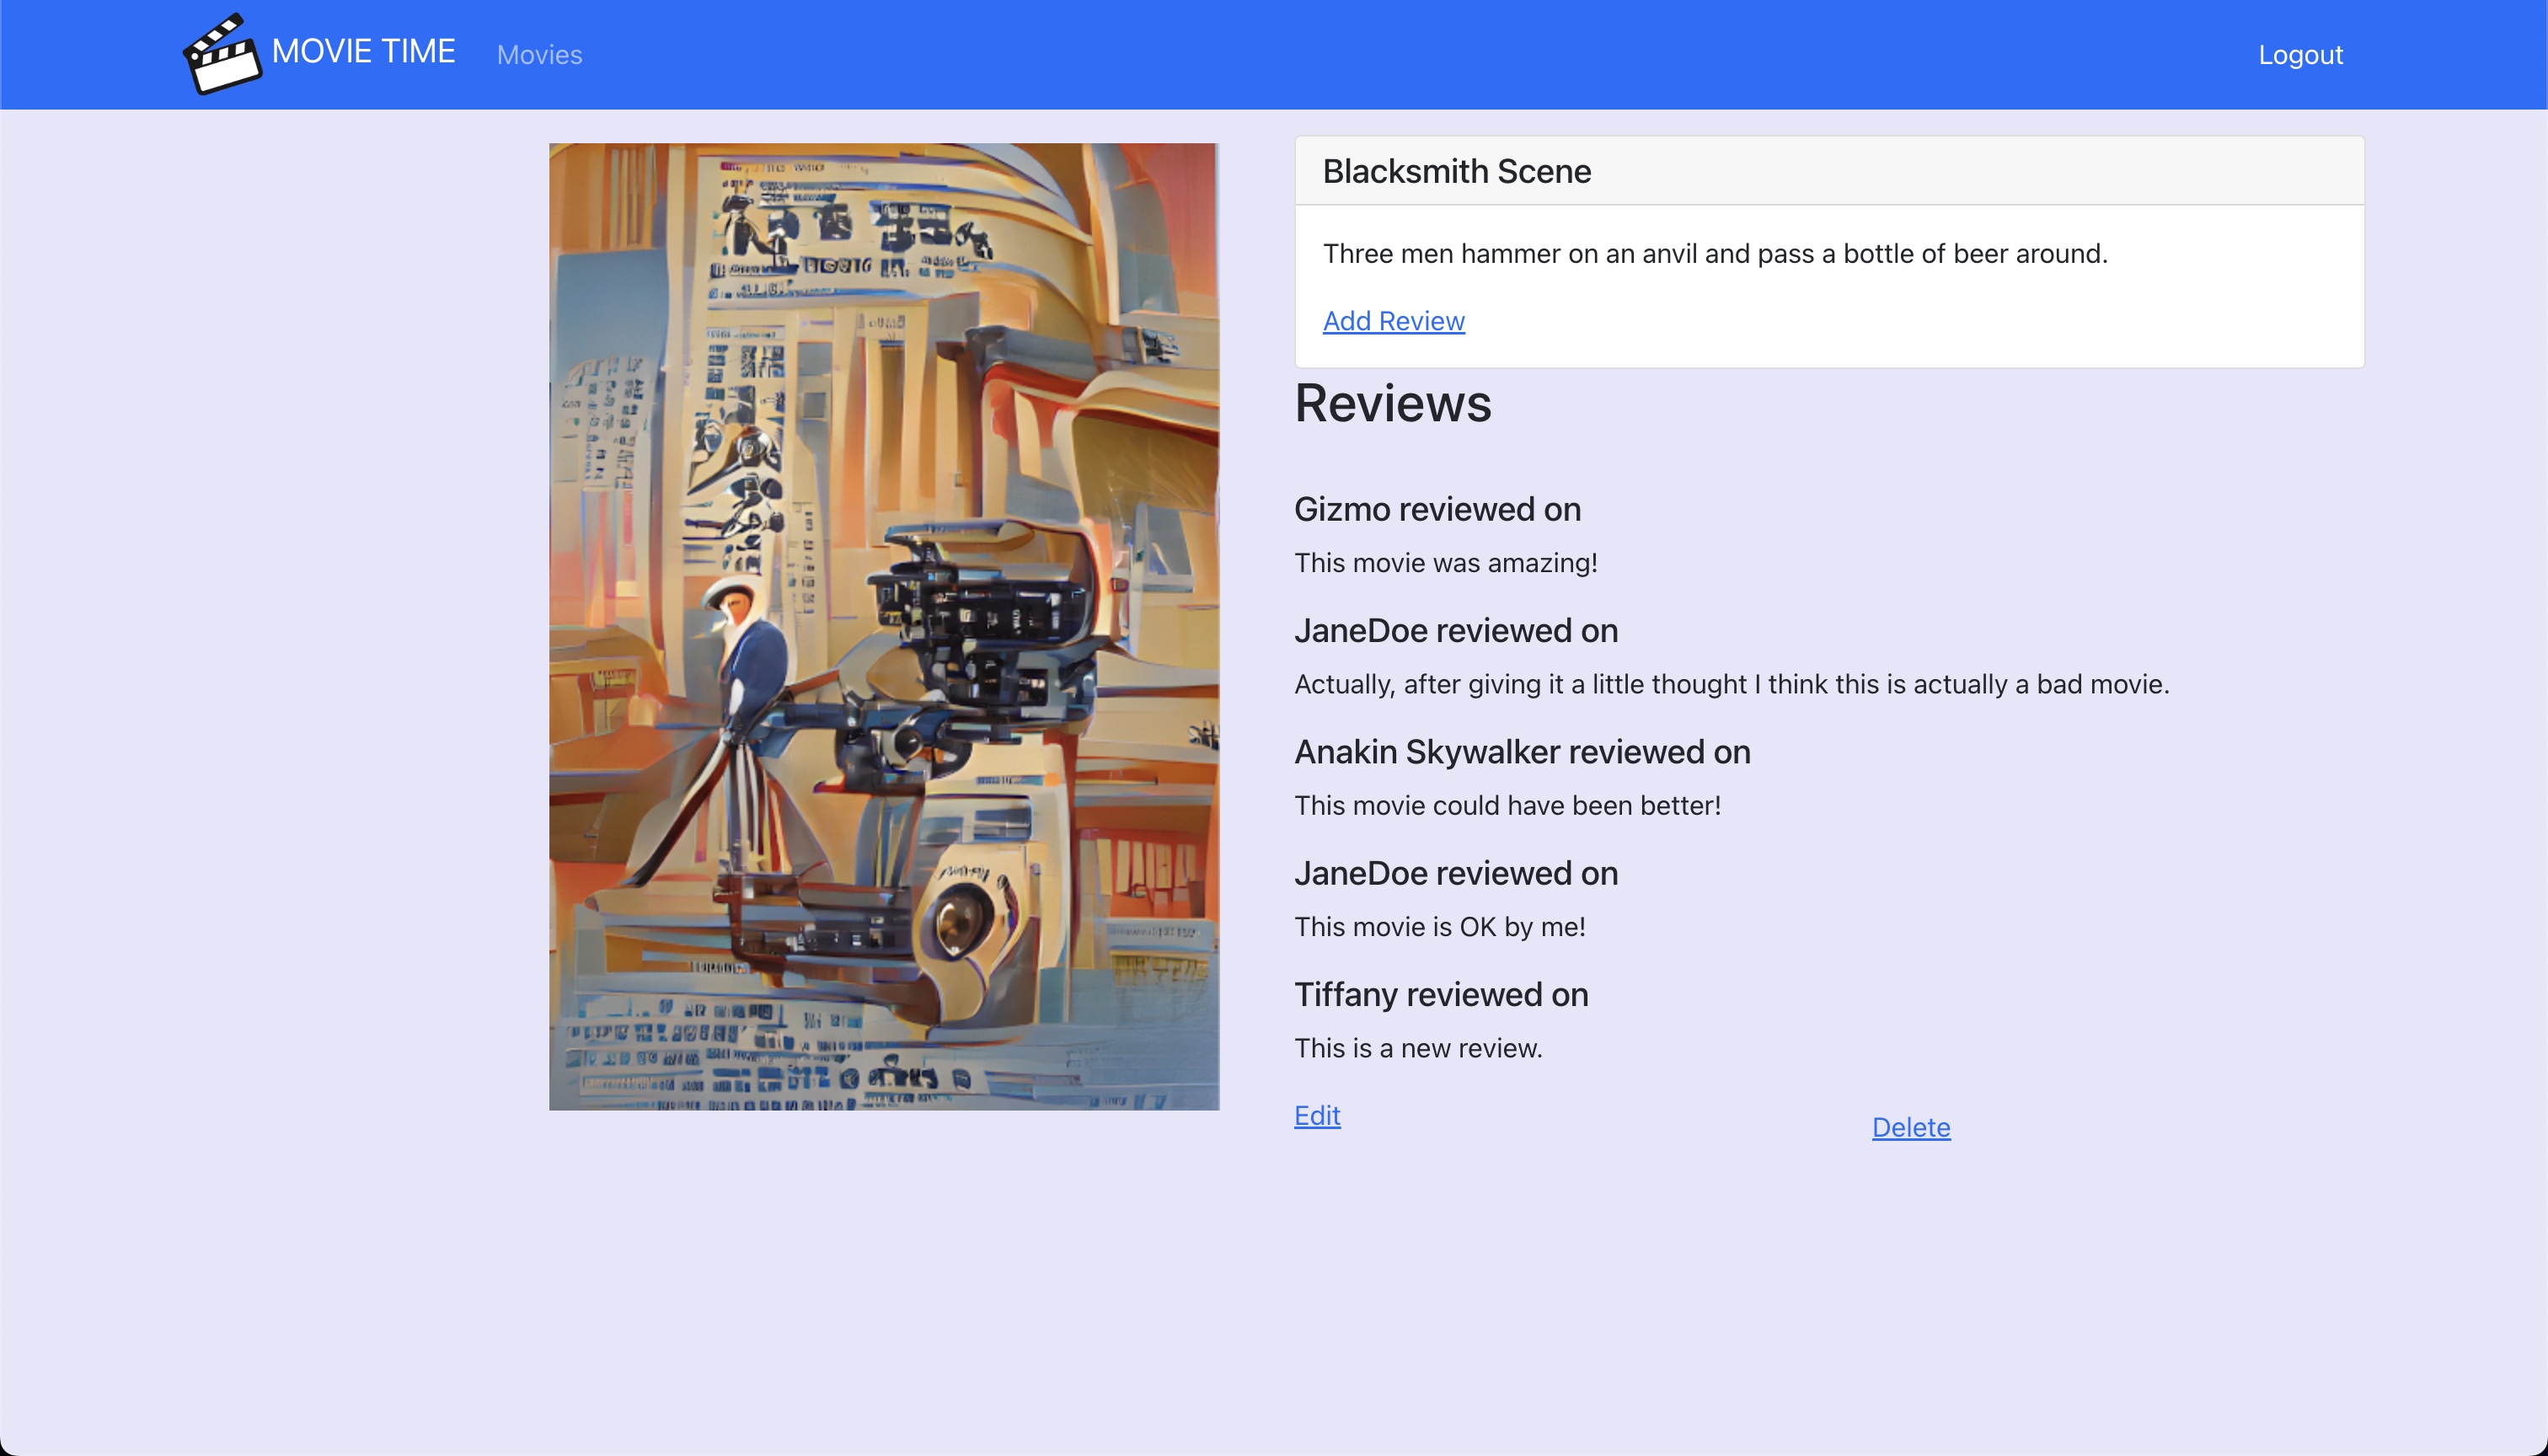 MOVIE TIME
Movies
Logout
Blacksmith Scene
Three men hammer on an anvil and pass a bottle of beer around.
Add Review
Reviews
Gizmo reviewed on
This movie was amazing!
JaneDoe reviewed on
Actually, after giving it a little thought I think this is actually a bad movie.
Anakin Skywalker reviewed on
This movie could have been better!
JaneDoe reviewed on
This movie is OK by me!
Tiffany reviewed on
This is a new review.
Edit
Delete